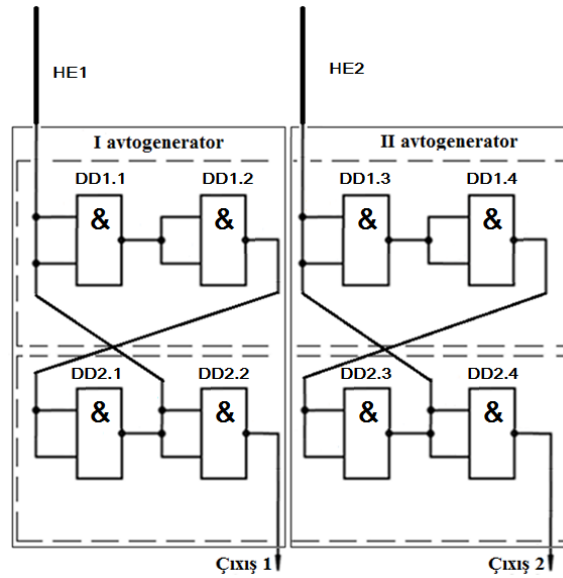 HE1
HE2
I avtogenerator
II avtogenerator
DD1.1
DD1.2
DD1.3
DD1.4
&
&
&
&
DD2.1
DD2.2
DD2.3
DD2.4
&
&
&
&
Çıxış 1
Çıxış 2